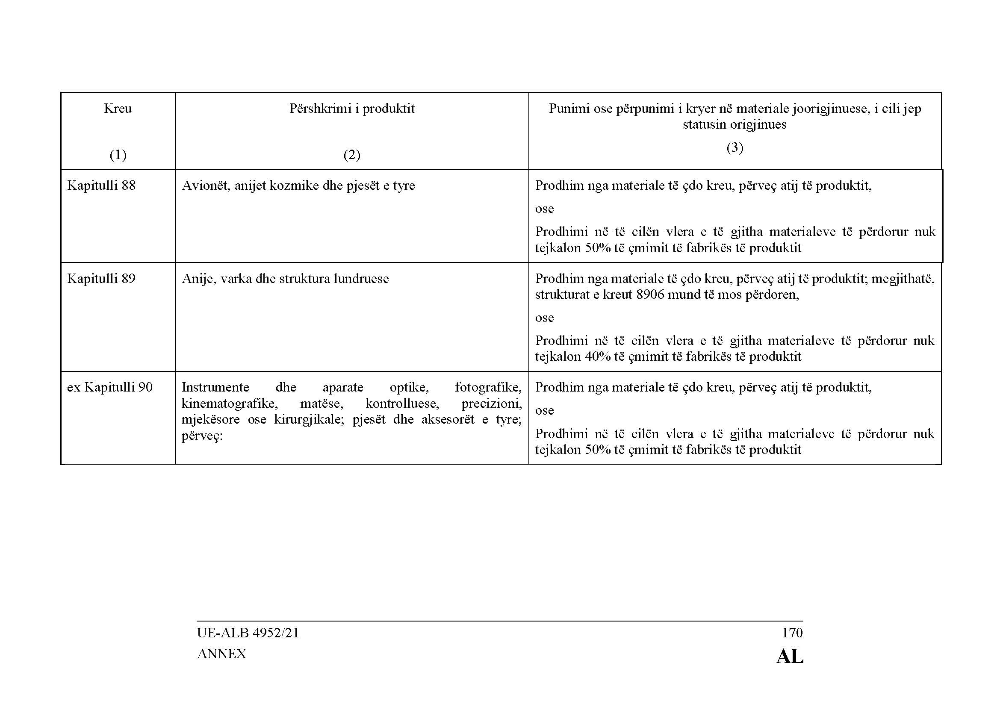 Kreu
(1)
Përshkrimi i produktit
(2)
Punimi ose përpunimi i kryer në materiale joorigjinuese, i cili jep
statusin origjinues
(3)
Kapitulli 88
Avionët, anijet kozmike dhe pjesët e tyre
Prodhim nga materiale të çdo kreu, përveç atij të produktit,
ose
Prodhimi në të cilën vlera e të gjitha materialeve të përdorur nuk
tejkalon 50% të çmimit të fabrikës të produktit
Kapitulli 89
Anije, varka dhe struktura lundruese
Prodhim nga materiale të çdo kreu, përveç atij të produktit; megjithatë,
strukturat e kreut 8906 mund të mos përdoren,
ose
Prodhimi në të cilën vlera e të gjitha materialeve të përdorur nuk
tejkalon 40% të çmimit të fabrikës të produktit
ex Kapitulli 90
Instrumente dhe aparate optike, fotografike,
kinematografike, matëse, kontrolluese, precizioni,
mjekësore ose kirurgjikale; pjesët dhe aksesorët e tyre;
përveç:
Prodhim nga materiale të çdo kreu, përveç atij të produktit,
ose
Prodhimi në të cilën vlera e të gjitha materialeve të përdorur nuk
tejkalon 50% të çmimit të fabrikës të produktit
UE-ALB 4952/21
170
ANNEX
AL